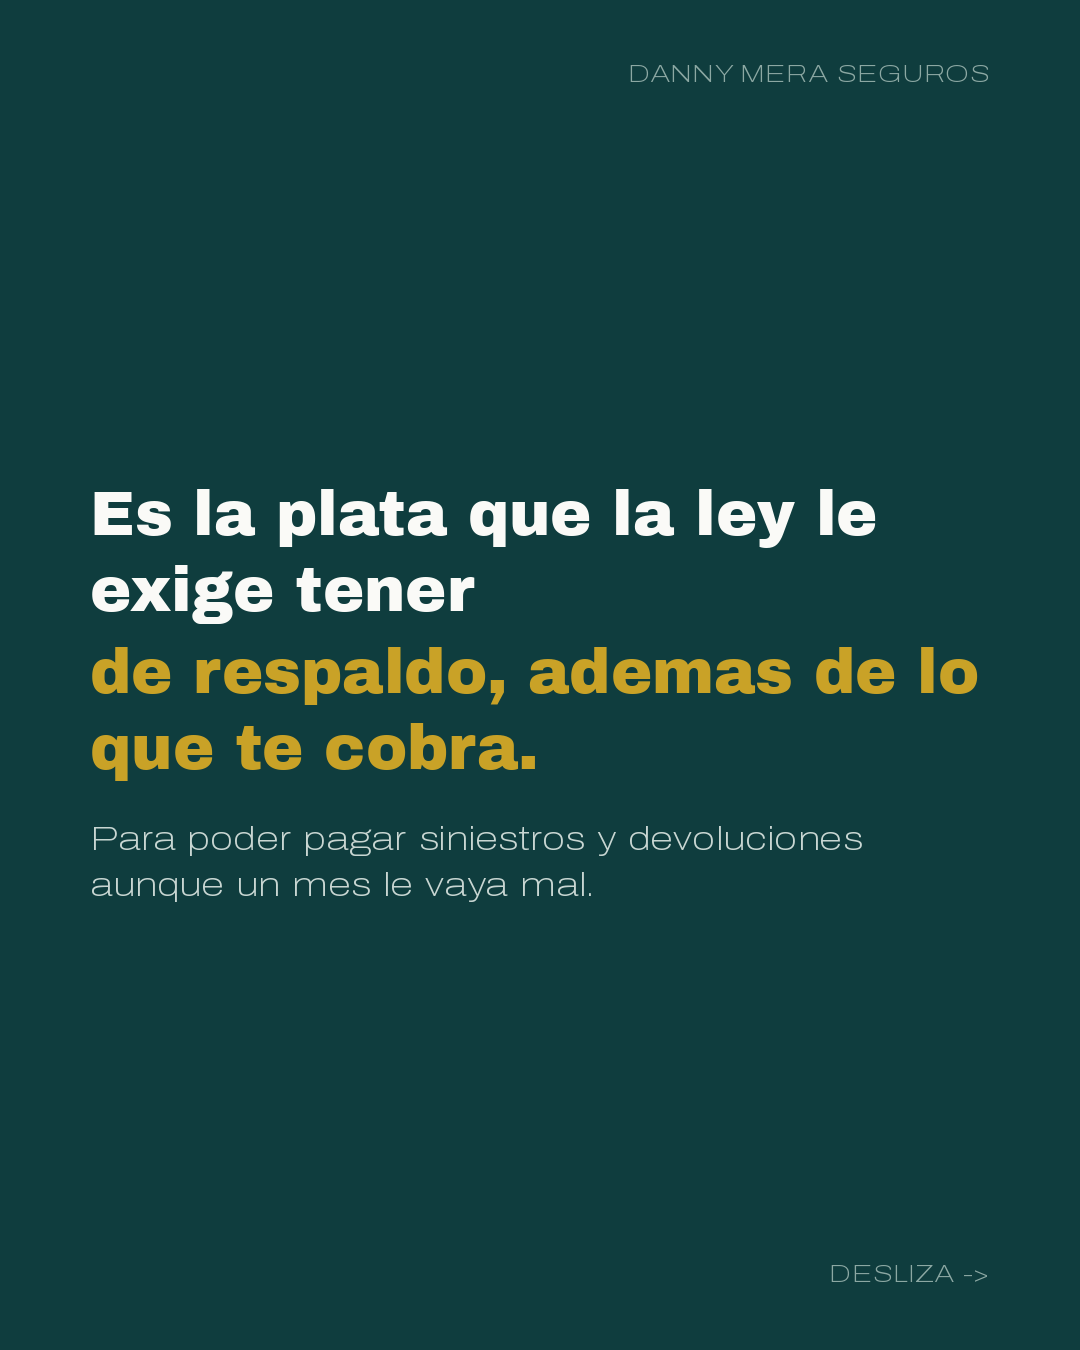 DANNY MERA SEGUROS
Es la plata que la ley le
exige tener
de respaldo, ademas de lo
que te cobra.
Para poder pagar siniestros y devoluciones
aunque un mes le vaya mal.
DESLIZA ->